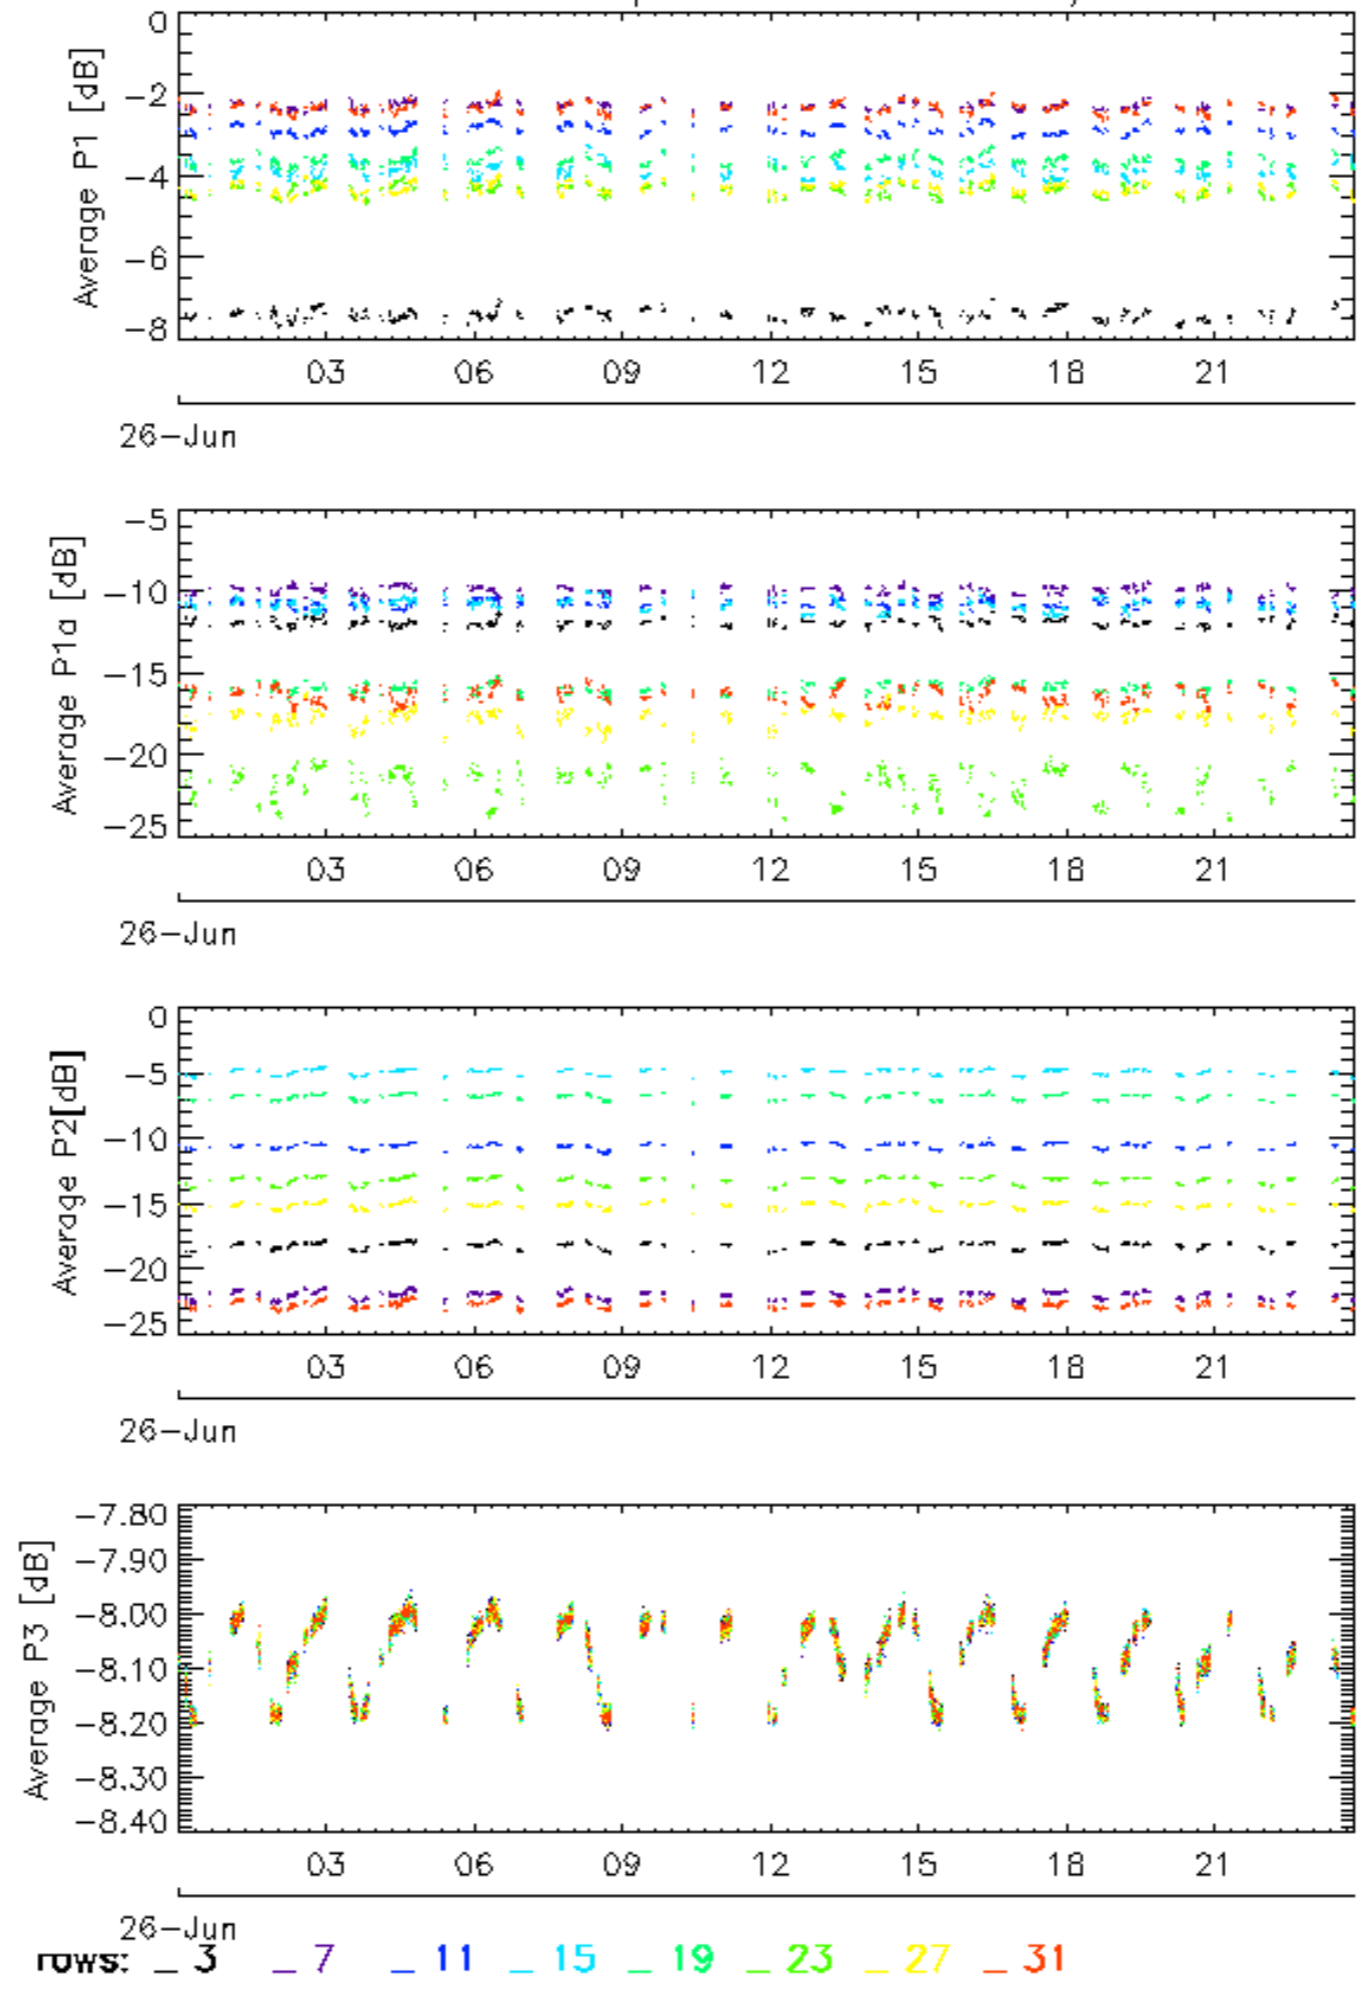 Average P1 [dB]
0
−2
−4
−6
−8
03 06 09 12 15 18 21
26−Jun
Average P1a [dB]
−5
−10
−15
−20
−25
03 06 09 12 15 18 21
26−Jun
Average P2[dB]
0
−5
−10
−15
−20
−25
03 06 09 12 15 18 21
26−Jun
Average P3 [dB]
−7.80
−7.90
−8.00
−8.10
−8.20
−8.30
−8.40
03 06 09 12 15 18 21
26−Jun
rows: _ 3 _ 7 _ 11 _ 15 _ 19 _ 23 _ 27 _ 31